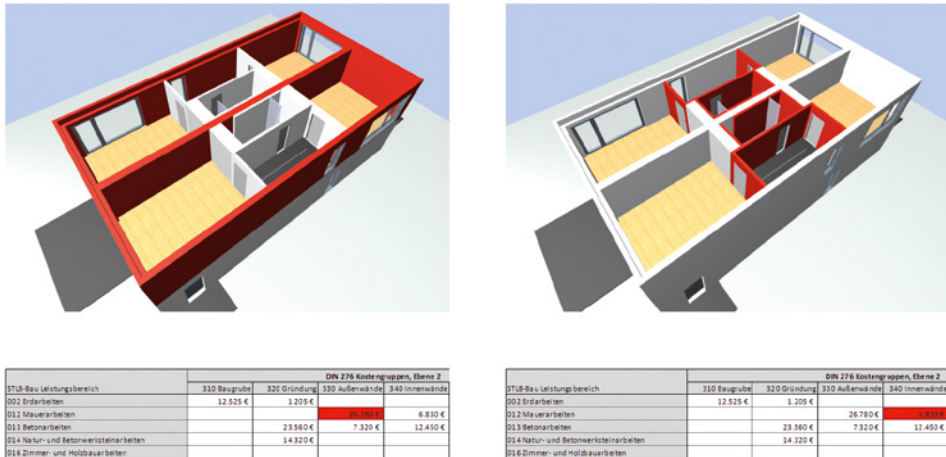 DIN 276 Kostengruppen, Ebene 2
STLB-Bau Leistungsbereich 310 Baugrube 320 Gründung 330 Außenwände 340 Innenwände
002 Erdarbeiten 12.525 € 1.205 €
012 Mauerarbeiten 26.780 € 6.830 €
013 Betonarbeiten 23.560 € 7.320 € 12.450 €
014 Natur- und Betonwerksteinarbeiten 14.320 €
016 Zimmer- und Holzbauarbeiten
DIN 276 Kostengruppen, Ebene 2
STLB-Bau Leistungsbereich 310 Baugrube 320 Gründung 330 Außenwände 340 Innenwände
002 Erdarbeiten 12.525 € 1.205 €
012 Mauerarbeiten 26.780 € 6.830 €
013 Betonarbeiten 23.560 € 7.320 € 12.450 €
014 Natur- und Betonwerksteinarbeiten 14.320 €
016 Zimmer- und Holzbauarbeiten